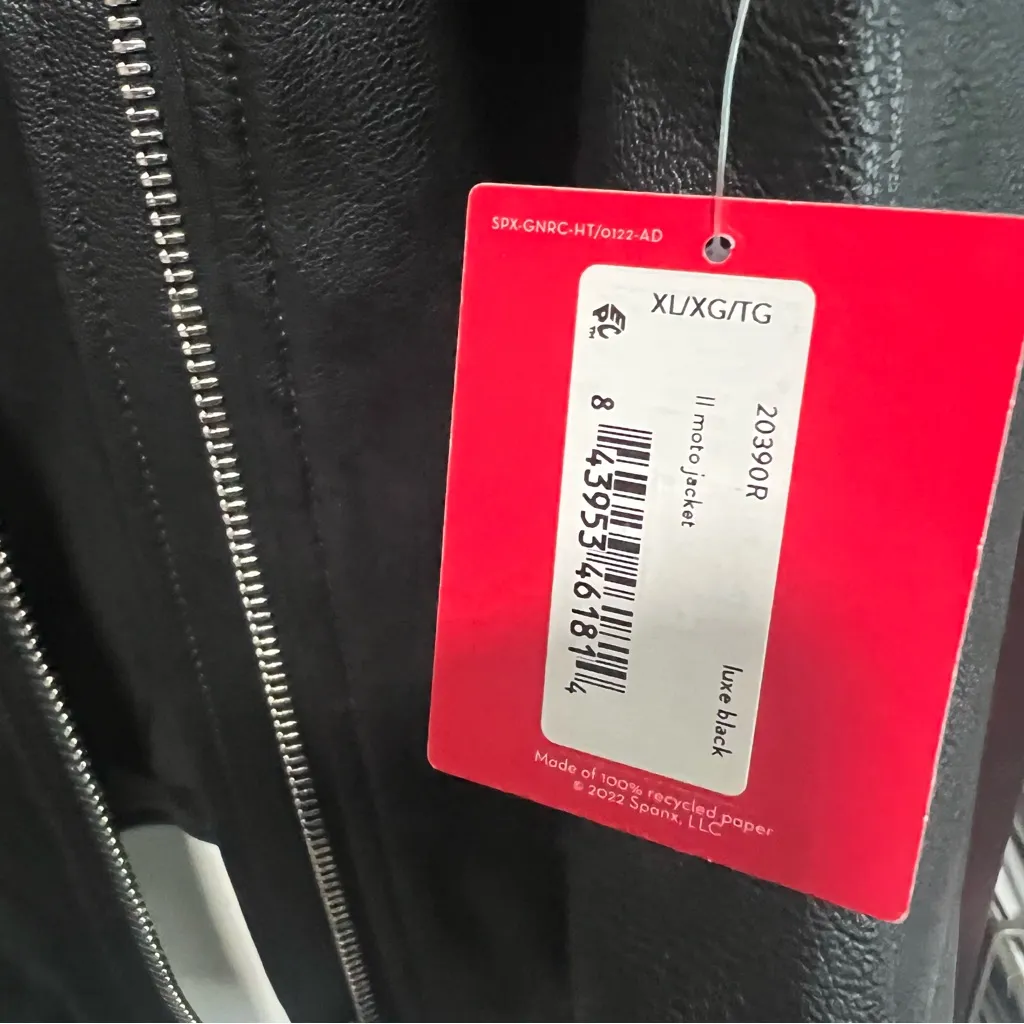 SPX-GNRC-HT/0122-AD
XL/XG/TG
20390R
ll moto jacket
luxe black
8 43953 46181 4
Made of 100% recycled paper
© 2022 Spanx, LLC